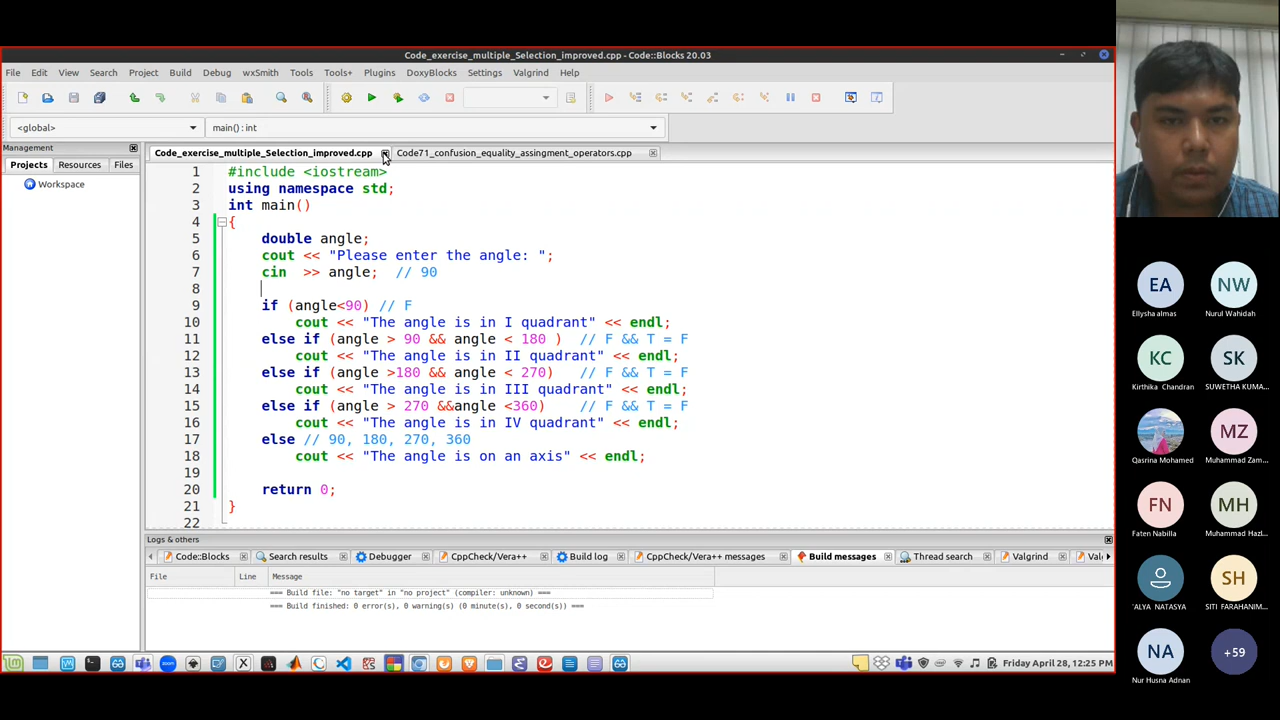 Code_exercise_multiple_Selection_improved.cpp - Code::Blocks 20.03
File Edit View Search Project Build Debug wxSmith Tools Tools+ Plugins DoxyBlocks Settings Valgrind Help
<global> main() : int
Management
Projects Resources Files
Workspace
Code_exercise_multiple_Selection_improved.cpp Code71_confusion_equality_assingment_operators.cpp
1 #include <iostream>
2 using namespace std;
3 int main()
4 {
5 double angle;
6 cout << "Please enter the angle: ";
7 cin >> angle; // 90
8
9 if (angle<90) // F
10 cout << "The angle is in I quadrant" << endl;
11 else if (angle > 90 && angle < 180 ) // F && T = F
12 cout << "The angle is in II quadrant" << endl;
13 else if (angle >180 && angle < 270) // F && T = F
14 cout << "The angle is in III quadrant" << endl;
15 else if (angle > 270 &&angle <360) // F && T = F
16 cout << "The angle is in IV quadrant" << endl;
17 else // 90, 180, 270, 360
18 cout << "The angle is on an axis" << endl;
19
20 return 0;
21 }
22
Logs & others
Code::Blocks Search results Debugger CppCheck/Vera++ Build log CppCheck/Vera++ messages Build messages Thread search Valgrind
File Line Message
=== Build file: "no target" in "no project" (compiler: unknown) ===
=== Build finished: 0 error(s), 0 warning(s) (0 minute(s), 0 second(s)) ===
Friday April 28, 12:25 PM
EA NW
Ellysha almas Nurul Wahidah
KC SK
Kirthika Chandran SUWETHA KUMA...
MZ
Qasrina Mohamed Muhammad Zam...
FN MH
Faten Nabilla Muhammad Hazi...
SH
'ALYA NATASYA SITI FARAHANIM...
NA +59
Nur Husna Adnan